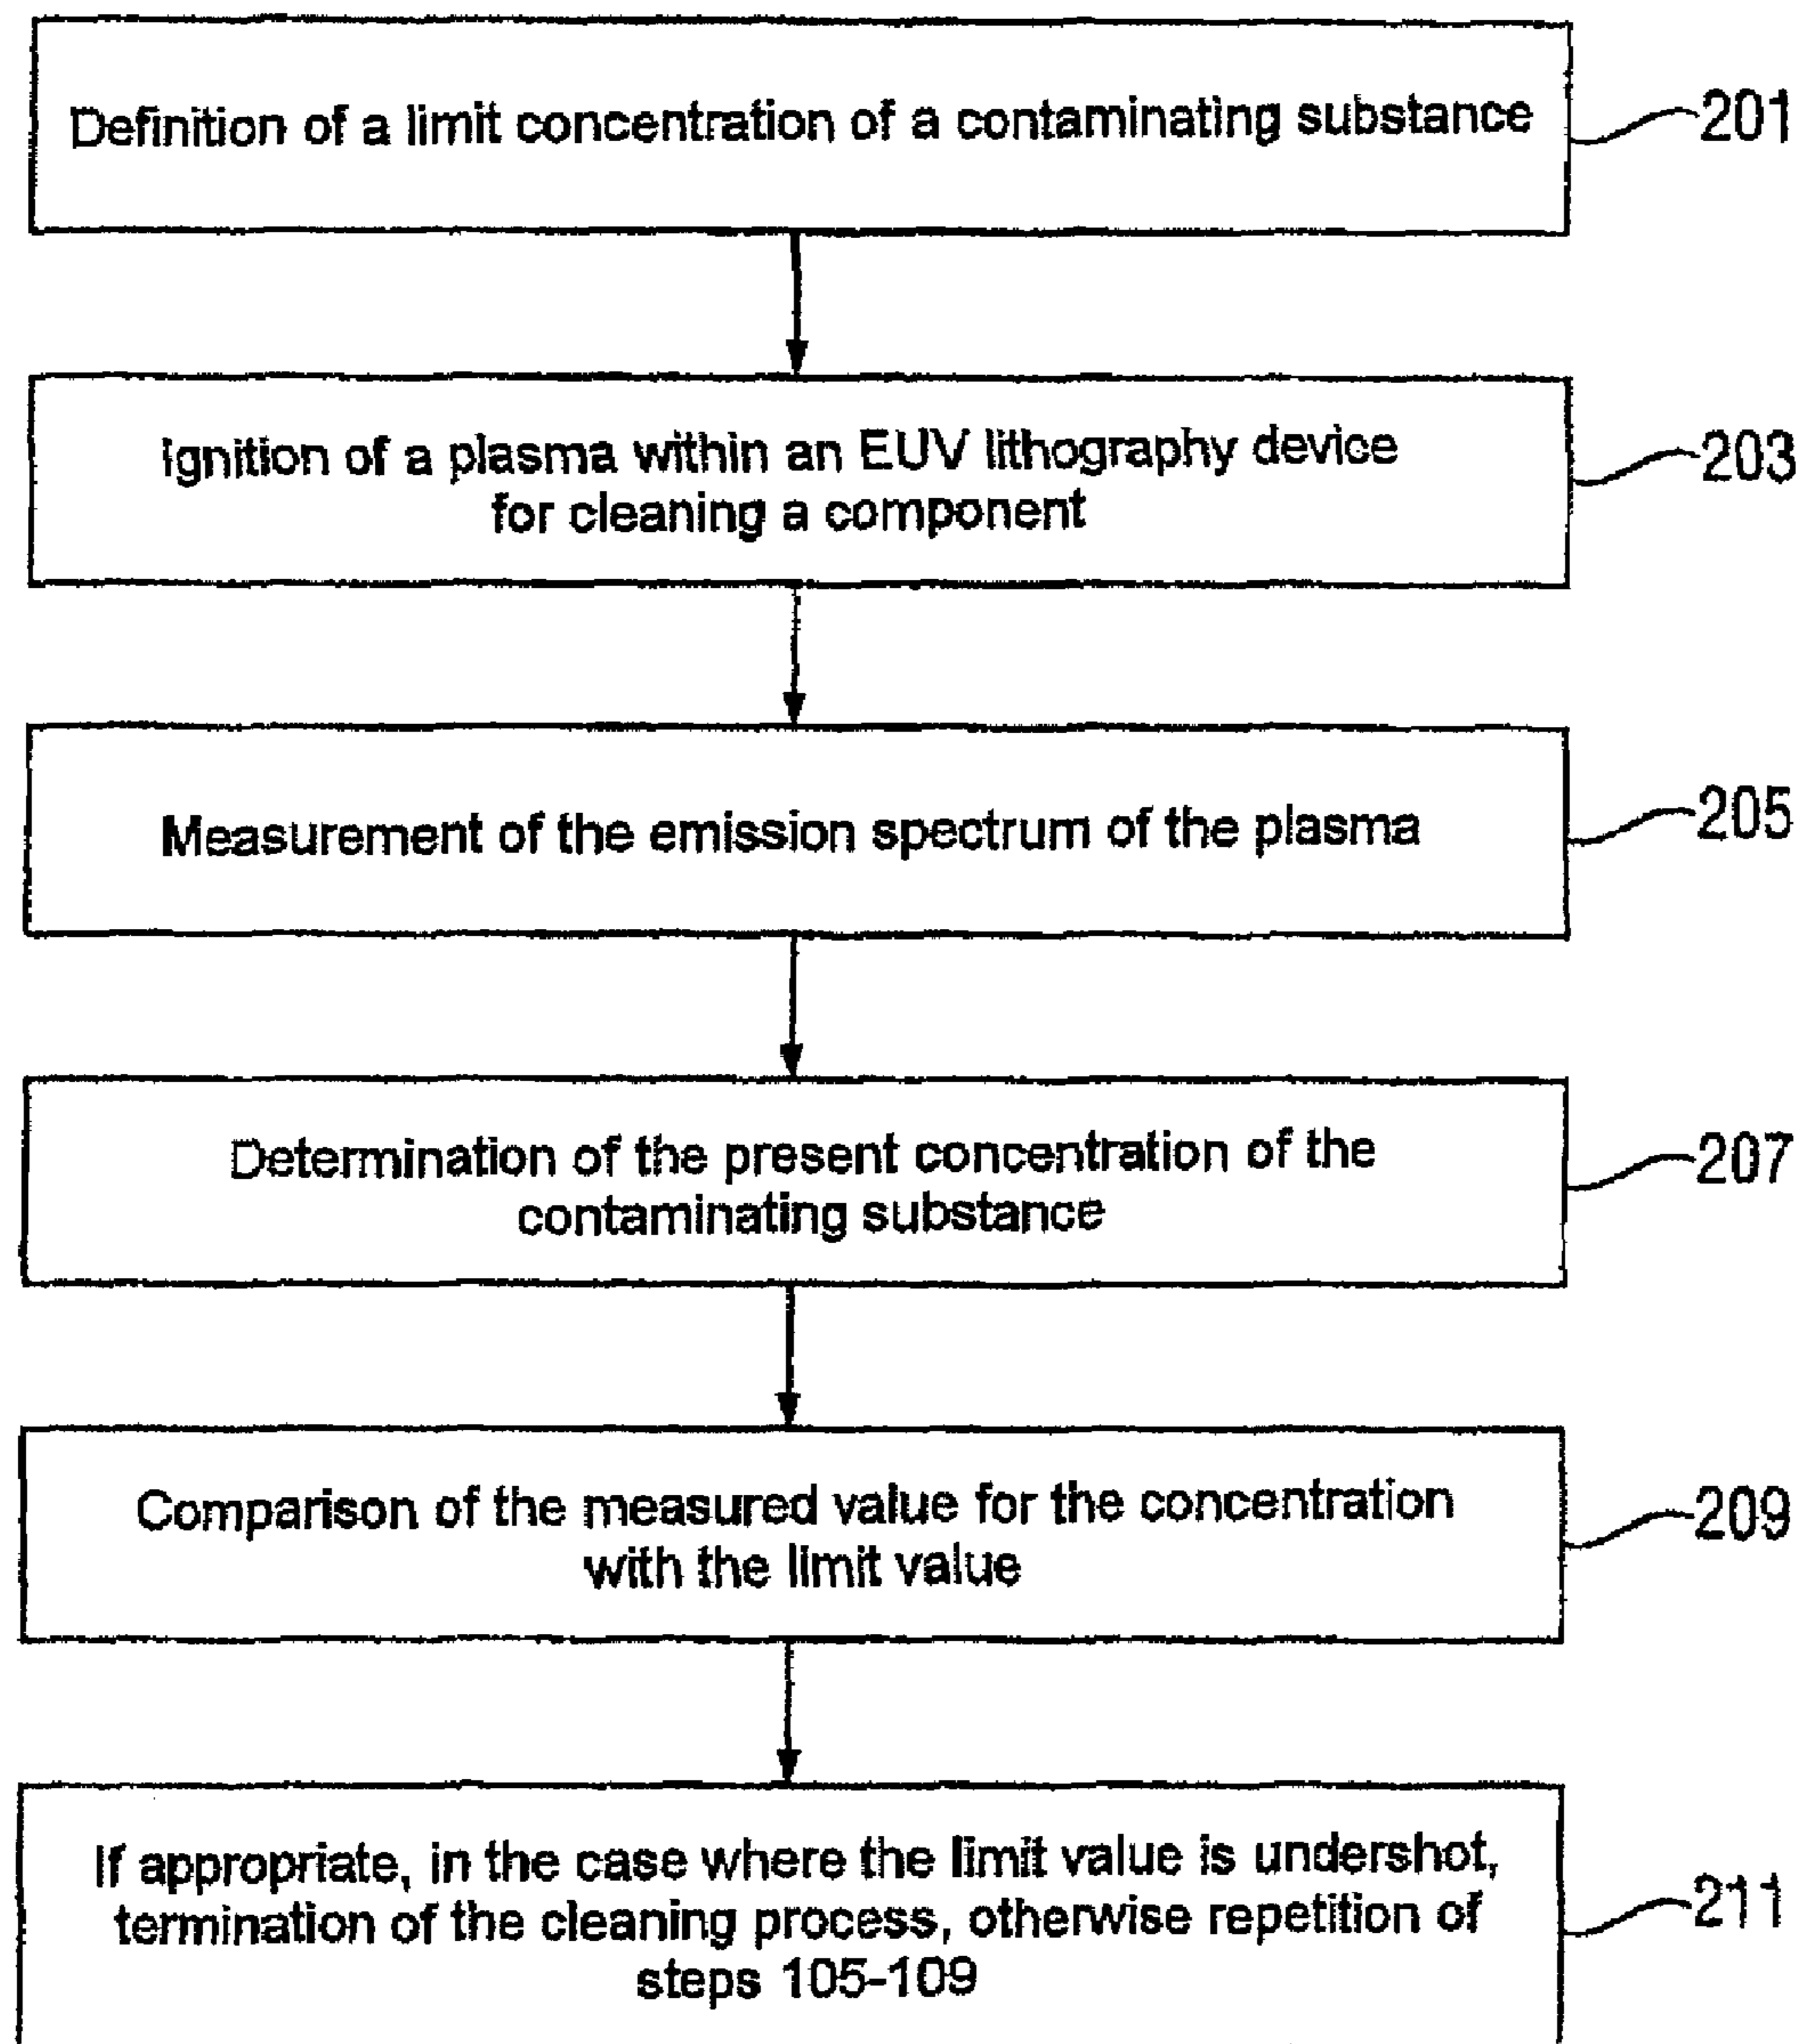 Definition of a limit concentration of a contaminating substance
201
Ignition of a plasma within an EUV lithography device
for cleaning a component
203
Measurement of the emission spectrum of the plasma
205
Determination of the present concentration of the
contaminating substance
207
Comparison of the measured value for the concentration
with the limit value
209
If appropriate, in the case where the limit value is undershot,
termination of the cleaning process, otherwise repetition of
steps 105-109
211